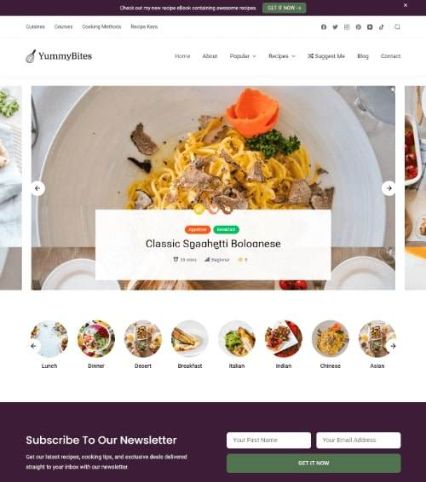 Check out my new recipe eBook containing awesome recipes.
GET IT NOW →
×
Cuisines Courses Cooking Methods Recipe Keys
YummyBites
Home About Popular Recipes Suggest Me Blog Contact
Appetizer Breakfast
Classic Spaghetti Bolognese
Beginner
Lunch Dinner Desert Breakfast Italian Indian Chinese Asian
Subscribe To Our Newsletter
Get our latest recipes, cooking tips, and exclusive deals delivered
straight to your inbox with our newsletter.
Your First Name Your Email Address
GET IT NOW